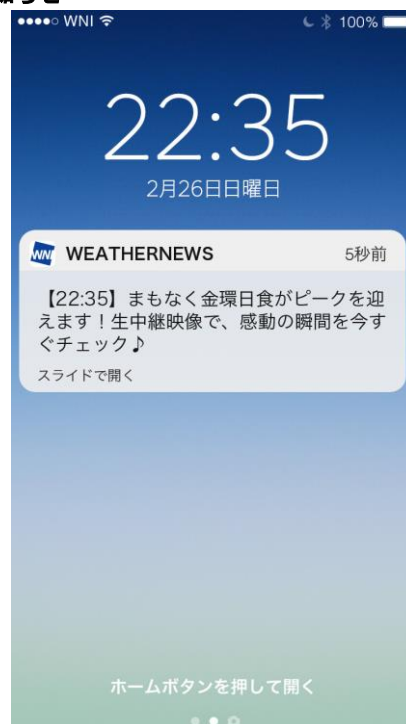 WNI
100%
22:35
2月26日日曜日
WNI WEATHERNEWS 5秒前
【22:35】まもなく金環日食がピークを迎
えます！生中継映像で、感動の瞬間を今す
ぐチェック♪
スライドで開く
ホームボタンを押して開く